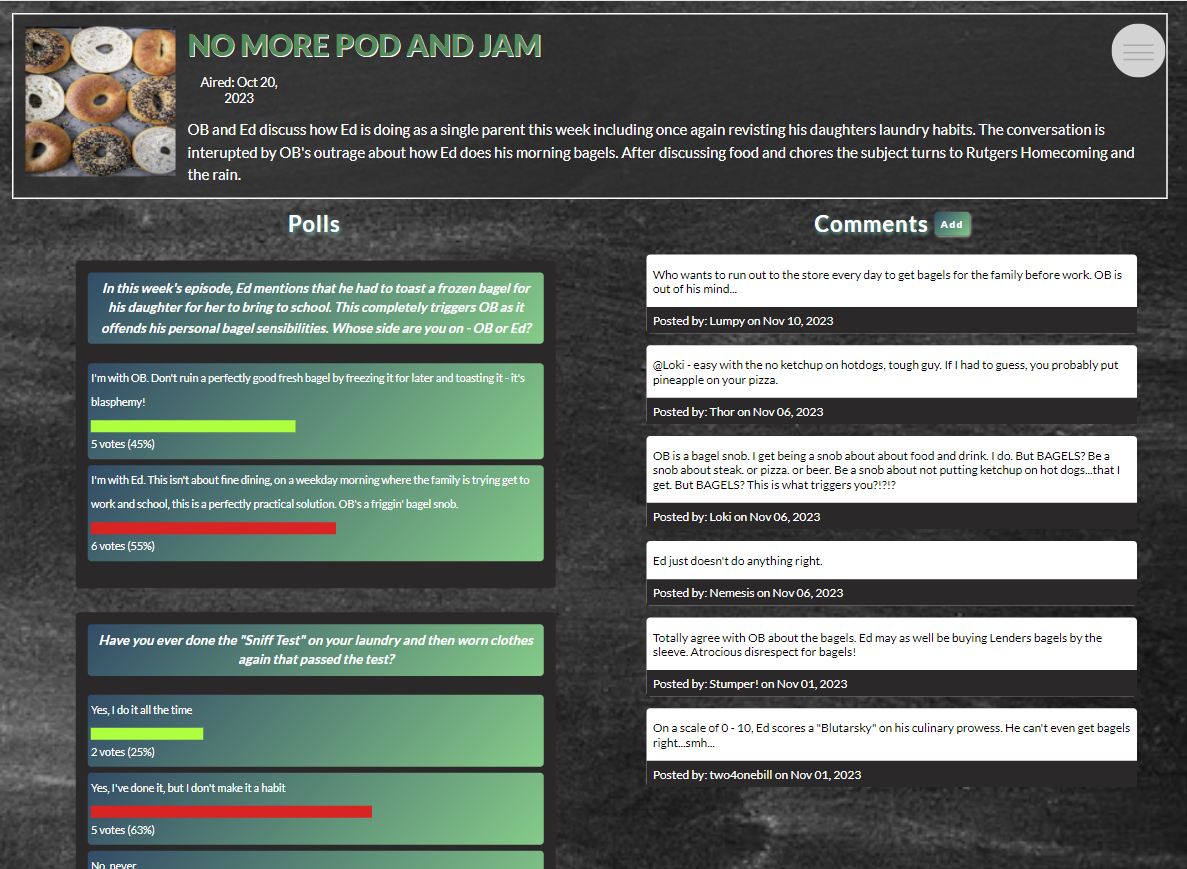 NO MORE POD AND JAM
Aired: Oct 20,
2023
OB and Ed discuss how Ed is doing as a single parent this week including once again revisting his daughters laundry habits. The conversation is
interupted by OB's outrage about how Ed does his morning bagels. After discussing food and chores the subject turns to Rutgers Homecoming and
the rain.
Polls
In this week's episode, Ed mentions that he had to toast a frozen bagel for
his daughter for her to bring to school. This completely triggers OB as it
offends his personal bagel sensibilities. Whose side are you on - OB or Ed?
I'm with OB. Don't ruin a perfectly good fresh bagel by freezing it for later and toasting it - it's
blasphemy!
5 votes (45%)
I'm with Ed. This isn't about fine dining, on a weekday morning where the family is trying get to
work and school, this is a perfectly practical solution. OB's a friggin' bagel snob.
6 votes (55%)
Have you ever done the "Sniff Test" on your laundry and then worn clothes
again that passed the test?
Yes, I do it all the time
2 votes (25%)
Yes, I've done it, but I don't make it a habit
5 votes (63%)
No, never
Comments Add
Who wants to run out to the store every day to get bagels for the family before work. OB is
out of his mind...
Posted by: Lumpy on Nov 10, 2023
@Loki - easy with the no ketchup on hotdogs, tough guy. If I had to guess, you probably put
pineapple on your pizza.
Posted by: Thor on Nov 06, 2023
OB is a bagel snob. I get being a snob about about food and drink. I do. But BAGELS? Be a
snob about steak. or pizza. or beer. Be a snob about not putting ketchup on hot dogs...that I
get. But BAGELS? This is what triggers you?!?!?
Posted by: Loki on Nov 06, 2023
Ed just doesn't do anything right.
Posted by: Nemesis on Nov 06, 2023
Totally agree with OB about the bagels. Ed may as well be buying Lenders bagels by the
sleeve. Atrocious disrespect for bagels!
Posted by: Stumper! on Nov 01, 2023
On a scale of 0 - 10, Ed scores a "Blutarsky" on his culinary prowess. He can't even get bagels
right...smh...
Posted by: two4onebill on Nov 01, 2023